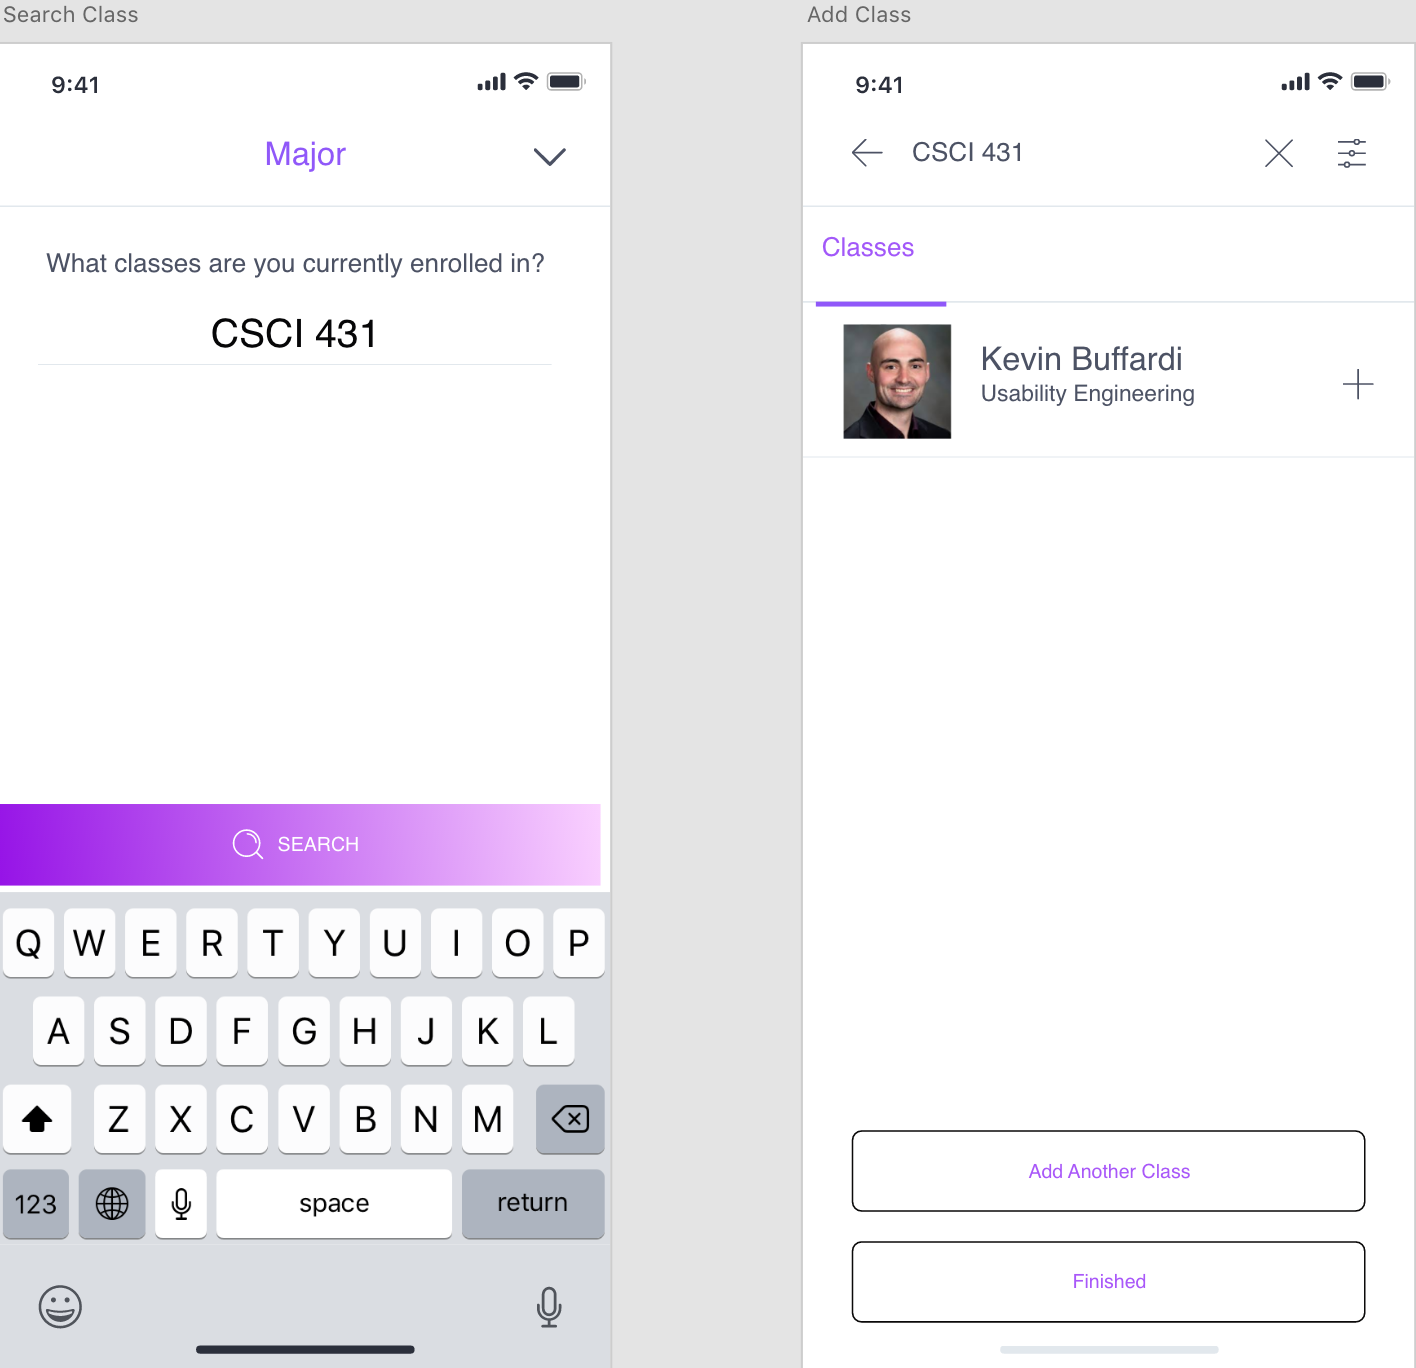 Search Class
9:41
Major
What classes are you currently enrolled in?
CSCI 431
SEARCH
Q W E R T Y U I O P
A S D F G H J K L
Z X C V B N M
123 space return
Add Class
9:41
CSCI 431
Classes
Kevin Buffardi
Usability Engineering
Add Another Class
Finished